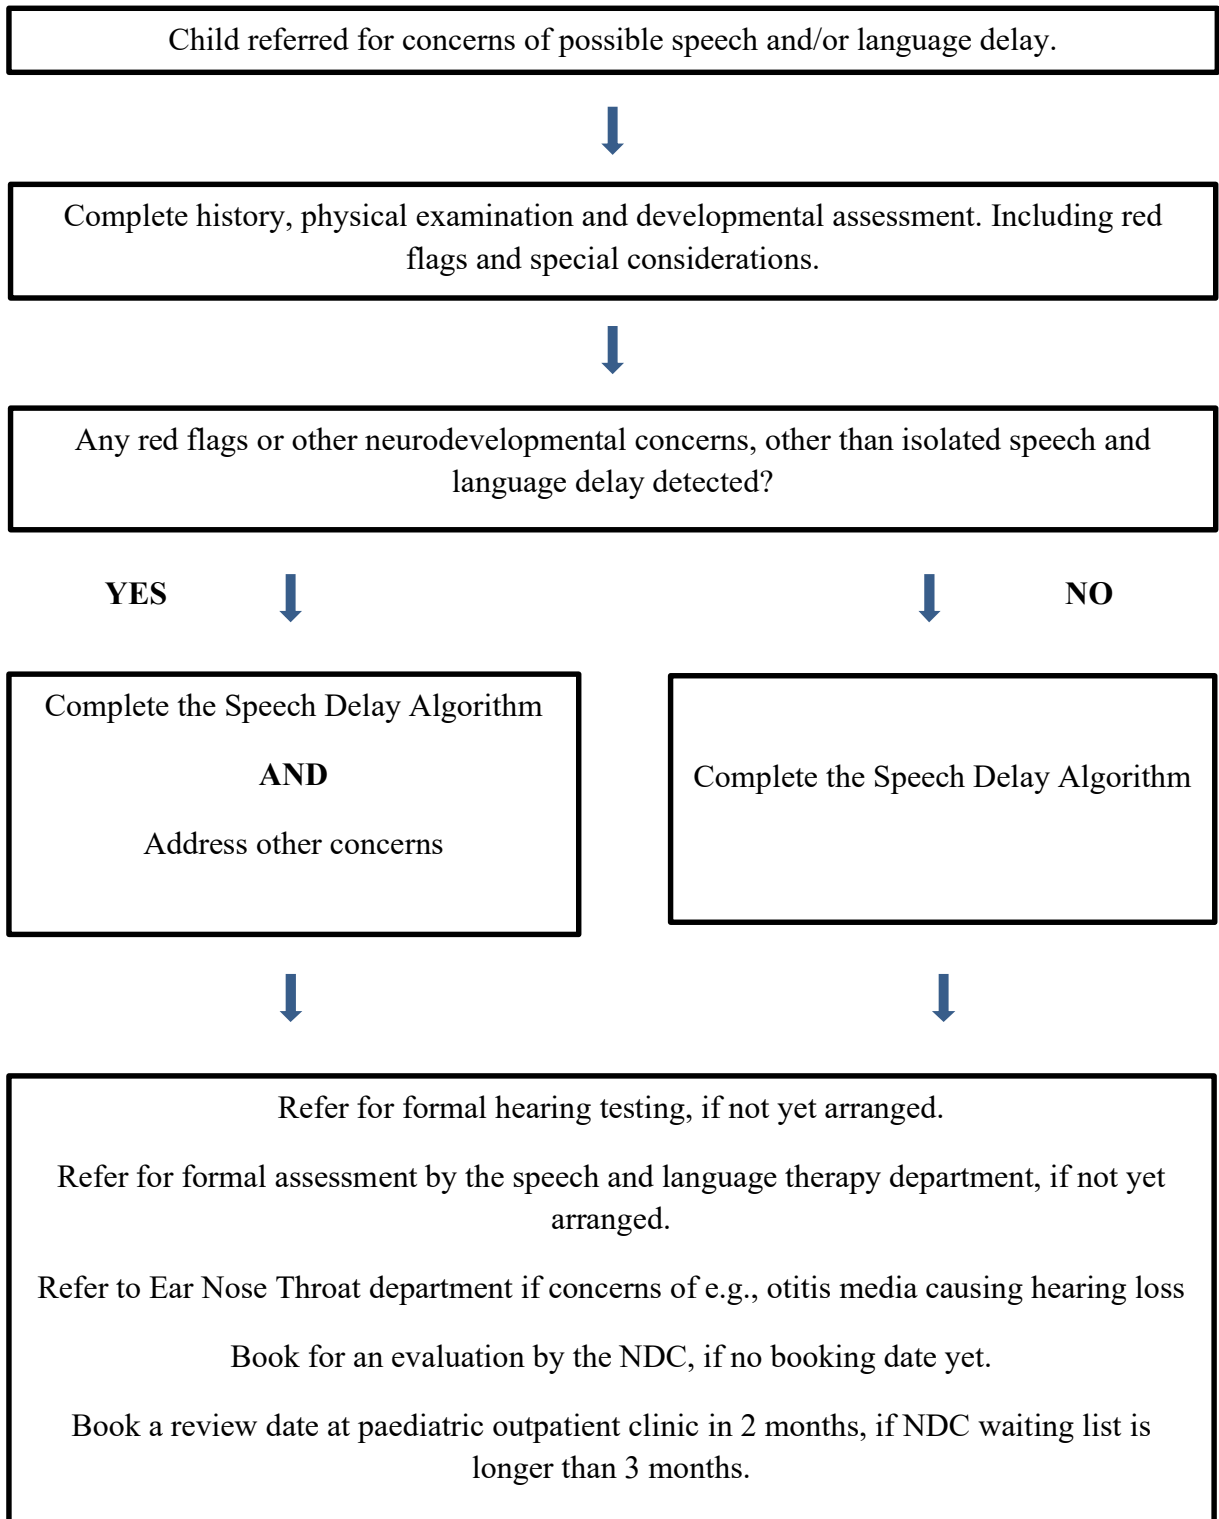 Child referred for concerns of possible speech and/or language delay.
Complete history, physical examination and developmental assessment. Including red
flags and special considerations.
Any red flags or other neurodevelopmental concerns, other than isolated speech and
language delay detected?
YES
NO
Complete the Speech Delay Algorithm
AND
Address other concerns
Complete the Speech Delay Algorithm
Refer for formal hearing testing, if not yet arranged.
Refer for formal assessment by the speech and language therapy department, if not yet
arranged.
Refer to Ear Nose Throat department if concerns of e.g., otitis media causing hearing loss
Book for an evaluation by the NDC, if no booking date yet.
Book a review date at paediatric outpatient clinic in 2 months, if NDC waiting list is
longer than 3 months.